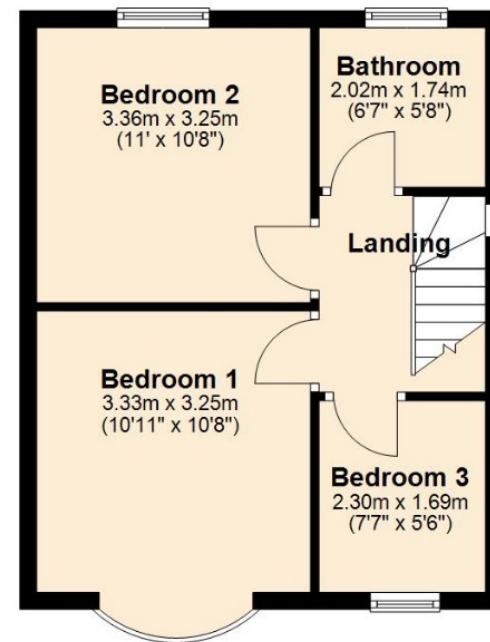 Bedroom 2
3.36m x 3.25m
(11' x 10'8")
Bathroom
2.02m x 1.74m
(6'7" x 5'8")
Landing
Bedroom 1
3.33m x 3.25m
(10'11" x 10'8")
Bedroom 3
2.30m x 1.69m
(7'7" x 5'6")